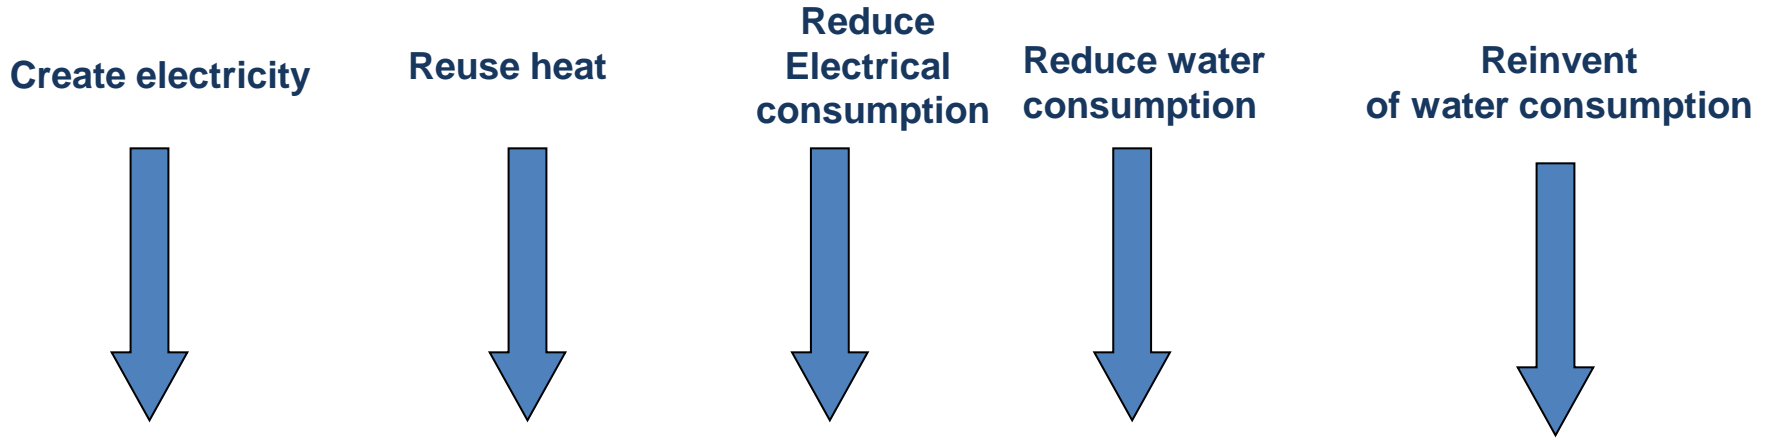 Create electricity
Reuse heat
Reduce
Electrical
consumption
Reduce water
consumption
Reinvent
of water consumption